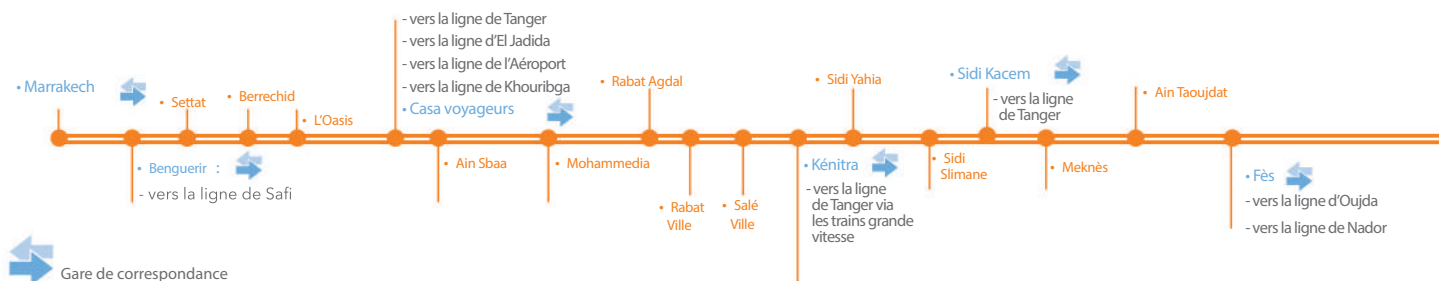 - vers la ligne de Tanger
- vers la ligne d'El Jadida
- vers la ligne de l'Aéroport
- vers la ligne de Khouribga
• Casa voyageurs
• Marrakech
• Settat
• Berrechid
• L'Oasis
• Rabat Agdal
• Sidi Yahia
• Sidi Kacem
- vers la ligne
de Tanger
• Ain Taoujdat
• Benguerir :
- vers la ligne de Safi
• Ain Sbaa
• Mohammedia
• Rabat
Ville
• Salé
Ville
• Kénitra
- vers la ligne
de Tanger via
les trains grande
vitesse
• Sidi
Slimane
• Meknès
• Fès
- vers la ligne d'Oujda
- vers la ligne de Nador
Gare de correspondance